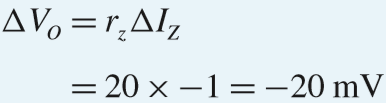 ΔV_O = r_z ΔI_Z
= 20 × −1 = −20 mV